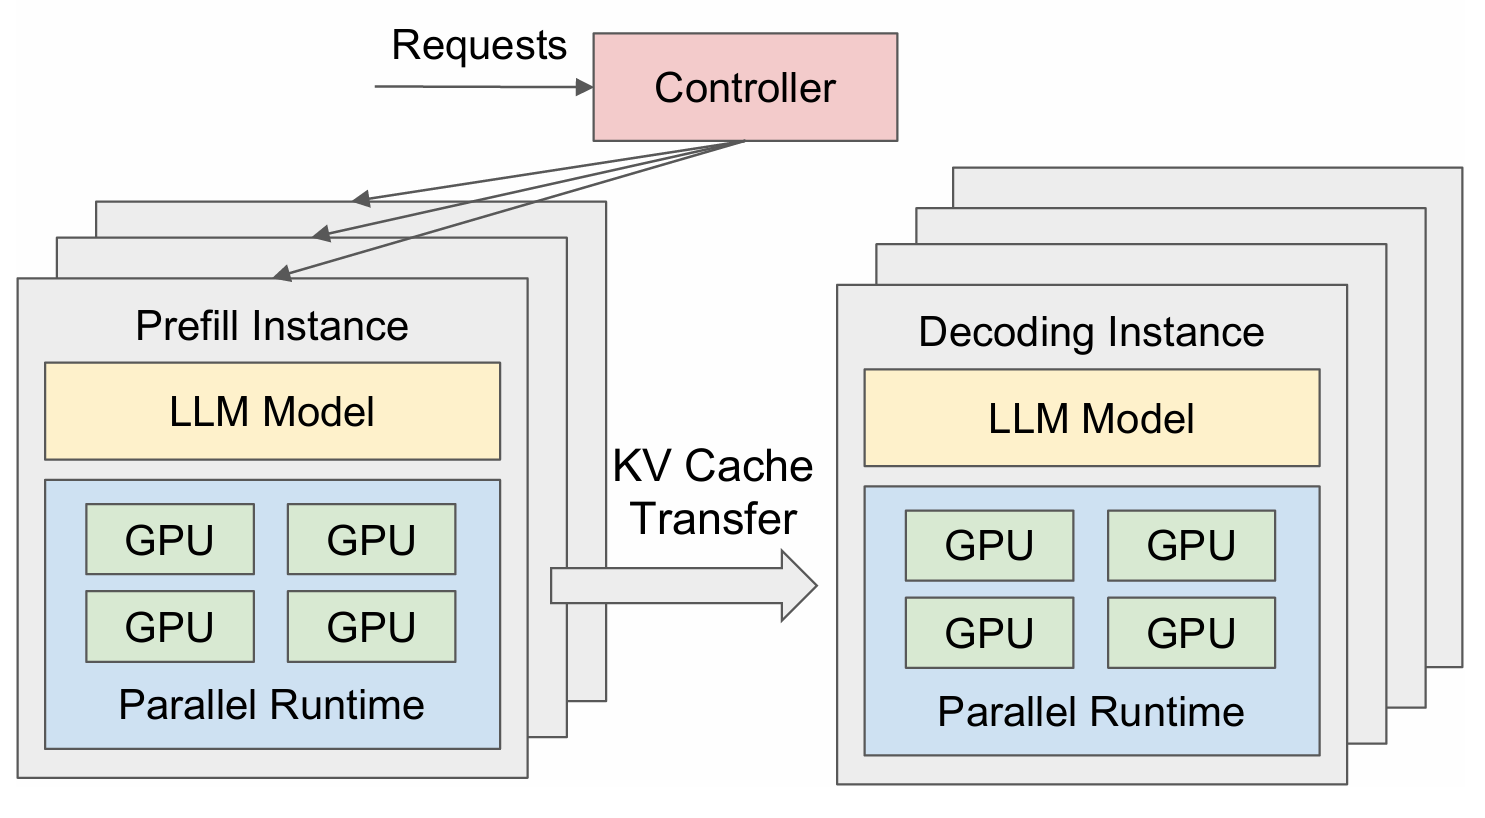 Requests
Controller
Prefill Instance
LLM Model
GPU GPU
GPU GPU
Parallel Runtime
KV Cache
Transfer
Decoding Instance
LLM Model
GPU GPU
GPU GPU
Parallel Runtime